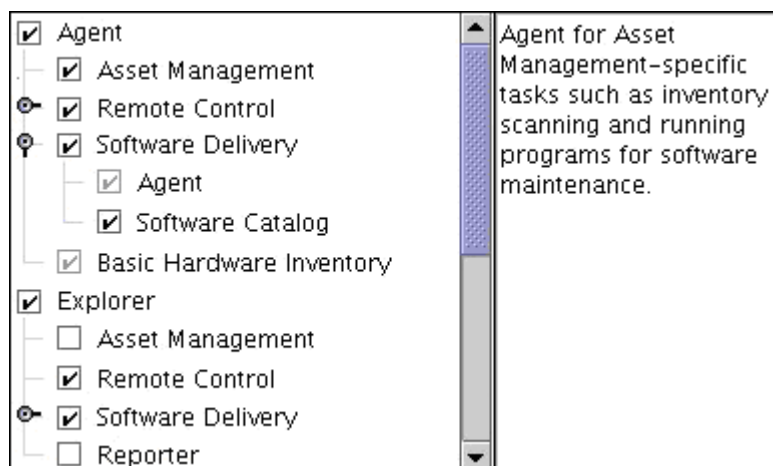 Agent
Asset Management
Remote Control
Software Delivery
Agent
Software Catalog
Basic Hardware Inventory
Explorer
Asset Management
Remote Control
Software Delivery
Reporter
Agent for Asset
Management-specific
tasks such as inventory
scanning and running
programs for software
maintenance.